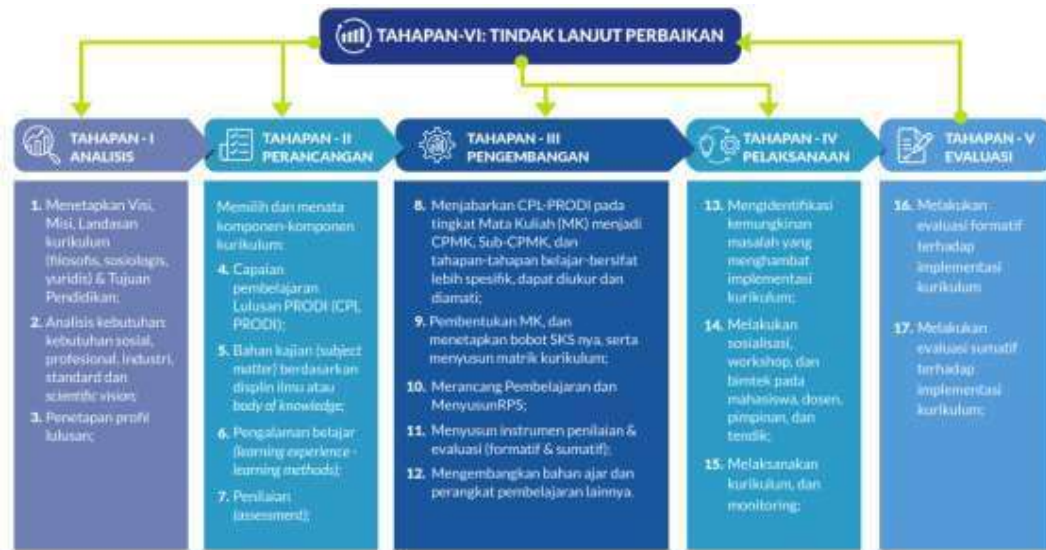 TAHAPAN-VI: TINDAK LANJUT PERBAIKAN
TAHAPAN - I
ANALISIS
1. Menetapkan Visi,
Misi, Landasan
kurikulum
(filosofis, sosiologis,
yuridis) & Tujuan
Pendidikan;
2. Analisis kebutuhan:
kebutuhan sosial,
profesional, industri,
standard dan
scientific vision;
3. Penetapan profil
lulusan;
TAHAPAN - II
PERANCANGAN
Memilih dan menata
komponen-komponen
kurikulum:
4. Capaian
pembelajaran
Lulusan PRODI (CPL
PRODI);
5. Bahan kajian (subject
matter) berdasarkan
displin ilmu atau
body of knowledge;
6. Pengalaman belajar
(learning experience -
learning methods);
7. Penilaian
(assessment);
TAHAPAN - III
PENGEMBANGAN
8. Menjabarkan CPL-PRODI pada
tingkat Mata Kuliah (MK) menjadi
CPMK, Sub-CPMK, dan
tahapan-tahapan belajar-bersifat
lebih spesifik, dapat diukur dan
diamati;
9. Pembentukan MK, dan
menetapkan bobot SKS nya, serta
menyusun matrik kurikulum;
10. Merancang Pembelajaran dan
MenyusunRPS;
11. Menyusun instrumen penilaian &
evaluasi (formatif & sumatif);
12. Mengembangkan bahan ajar dan
perangkat pembelajaran lainnya.
TAHAPAN - IV
PELAKSANAAN
13. Mengidentifikasi
kemungkinan
masalah yang
menghambat
implementasi
kurikulum;
14. Melakukan
sosialisasi,
workshop, dan
bimtek pada
mahasiswa, dosen,
pimpinan, dan
tendik;
15. Melaksanakan
kurikulum, dan
monitoring;
TAHAPAN - V
EVALUASI
16. Melakukan
evaluasi formatif
terhadap
implementasi
kurikulum
17. Melakukan
evaluasi sumatif
terhadap
implementasi
kurikulum;